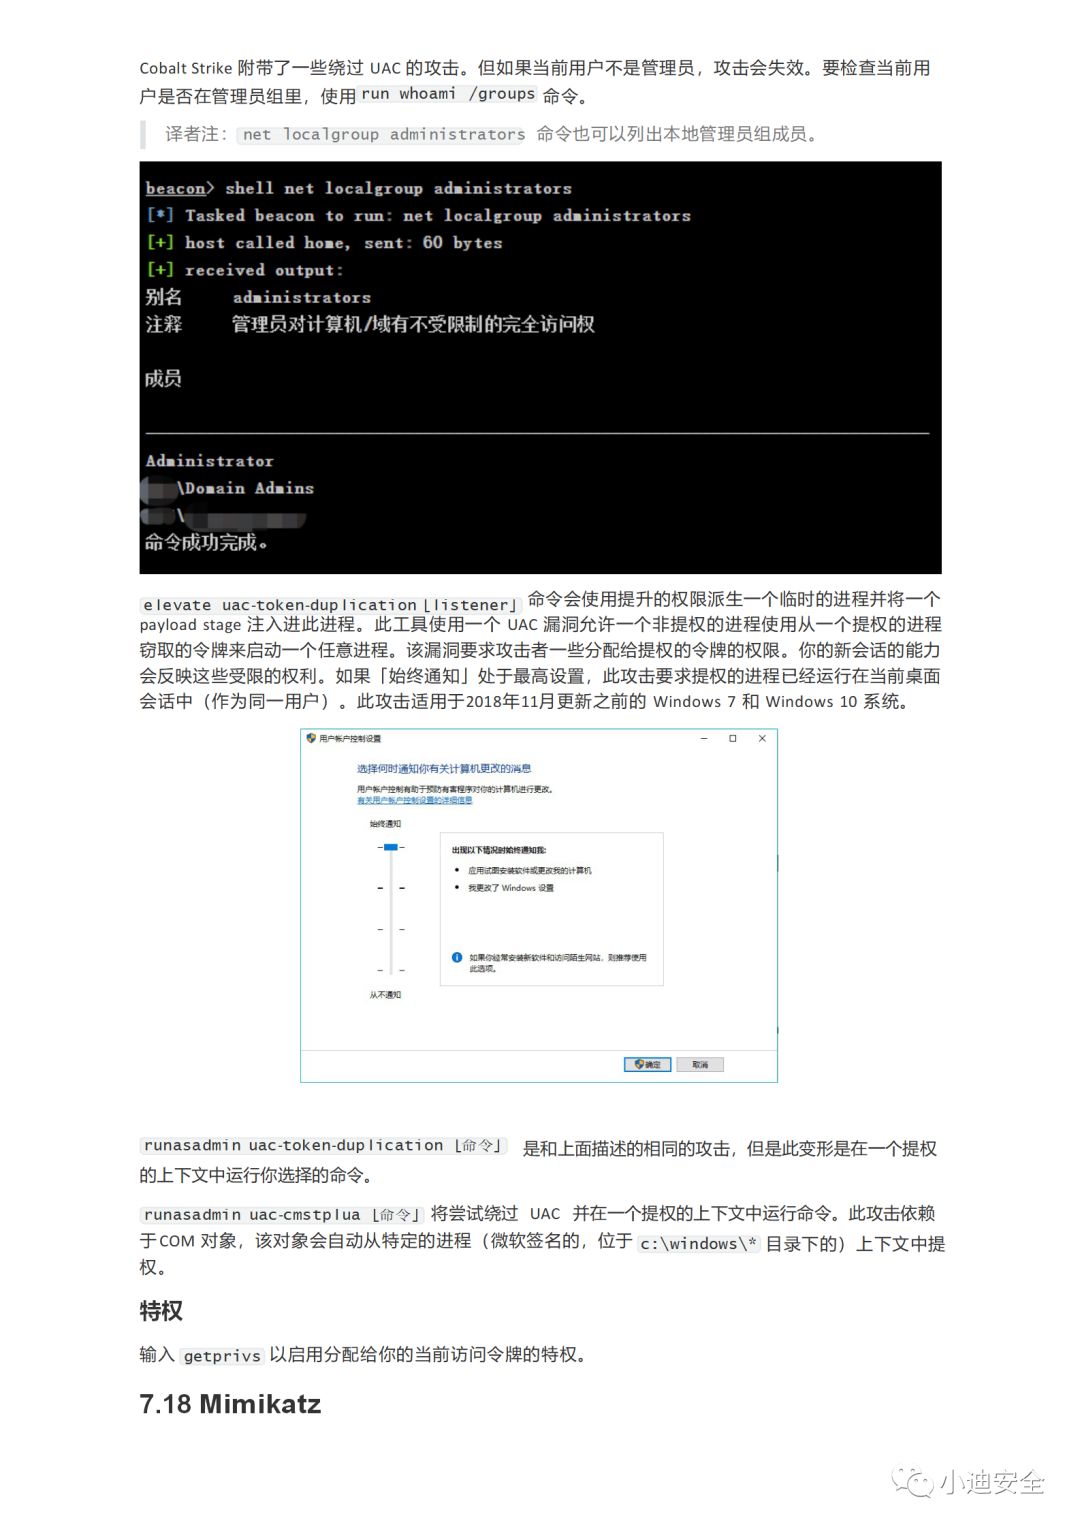 Cobalt Strike 附带了一些绕过 UAC 的攻击。但如果当前用户不是管理员，攻击会失效。要检查当前用
户是否在管理员组里，使用 run whoami /groups 命令。
译者注： net localgroup administrators 命令也可以列出本地管理员组成员。
beacon> shell net localgroup administrators
[*] Tasked beacon to run: net localgroup administrators
[+] host called home, sent: 60 bytes
[+] received output:
别名 administrators
注释 管理员对计算机/域有不受限制的完全访问权
成员
Administrator
\Domain Admins
\
命令成功完成。
elevate uac-token-duplication [listener] 命令会使用提升的权限派生一个临时的进程并将一个
payload stage 注入进此进程。此工具使用一个 UAC 漏洞允许一个非提权的进程使用从一个提权的进程
窃取的令牌来启动一个任意进程。该漏洞要求攻击者一些分配给提权的令牌的权限。你的新会话的能力
会反映这些受限的权利。如果「始终通知」处于最高设置，此攻击要求提权的进程已经运行在当前桌面
会话中（作为同一用户）。此攻击适用于2018年11月更新之前的 Windows 7 和 Windows 10 系统。
用户帐户控制设置
选择何时通知你有关计算机更改的消息
用户帐户控制有助于预防有害程序对你的计算机进行更改。
有关用户帐户控制设置的详细信息
始终通知
出现以下情况时始终通知我:
• 应用试图安装软件或更改我的计算机
• 我更改了 Windows 设置
如果你经常安装新软件和访问陌生网站，则推荐使用
此选项。
从不通知
确定 取消
runasadmin uac-token-duplication [命令] 是和上面描述的相同的攻击，但是此变形是在一个提权
的上下文中运行你选择的命令。
runasadmin uac-cmstplua [命令] 将尝试绕过 UAC 并在一个提权的上下文中运行命令。此攻击依赖
于COM 对象，该对象会自动从特定的进程（微软签名的，位于 c:\windows\* 目录下的）上下文中提
权。
特权
输入 getprivs 以启用分配给你的当前访问令牌的特权。
7.18 Mimikatz
小迪安全